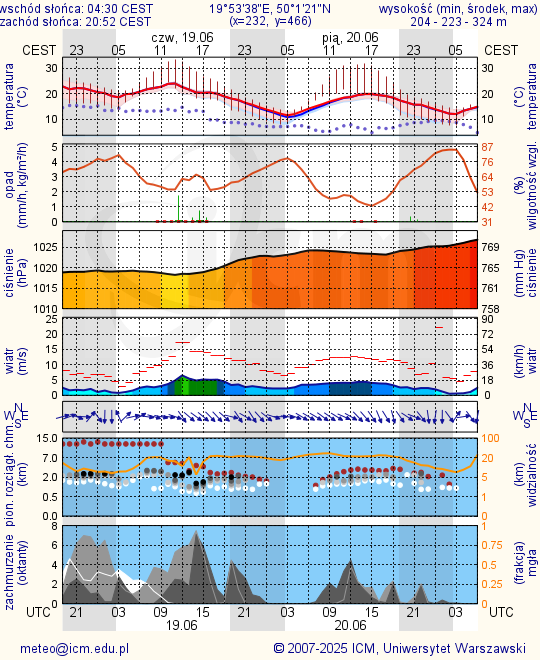 wschód słońca: 04:30 CEST 19°53'38"E, 50°1'21"N wysokość (min, środek, max)
zachód słońca: 20:52 CEST (x=232, y=466) 204 - 223 - 324 m
czw, 19.06 pią, 20.06
CEST 23 05 11 17 23 05 11 17 23 05 CEST
temperatura (°C)
30 20 10
30 20 10
temperatura (°C)
opad (mm/h, kg/m²/h)
5 4 3 2 1 0
87 76 65 54 42 31
(%) wilgotność wzgl.
ciśnienie (hPa)
1025 1020 1015 1010
769 765 761 758
(mm Hg) ciśnienie
wiatr (m/s)
25 20 15 10 5 0
90 72 54 36 18 0
(km/h) wiatr
N W E S
N W E S
pion. rozciągł. chm. (km)
15.0 7.0 2.0 0.5 0.0
100 20 5 1 0
(km) widzialność
zachmurzenie (oktanty)
8 6 4 2 0
1 0.75 0.5 0.25 0
(frakcja) mgła
UTC 21 03 09 15 21 03 09 15 21 03 UTC
19.06 20.06
meteo@icm.edu.pl © 2007-2025 ICM, Uniwersytet Warszawski